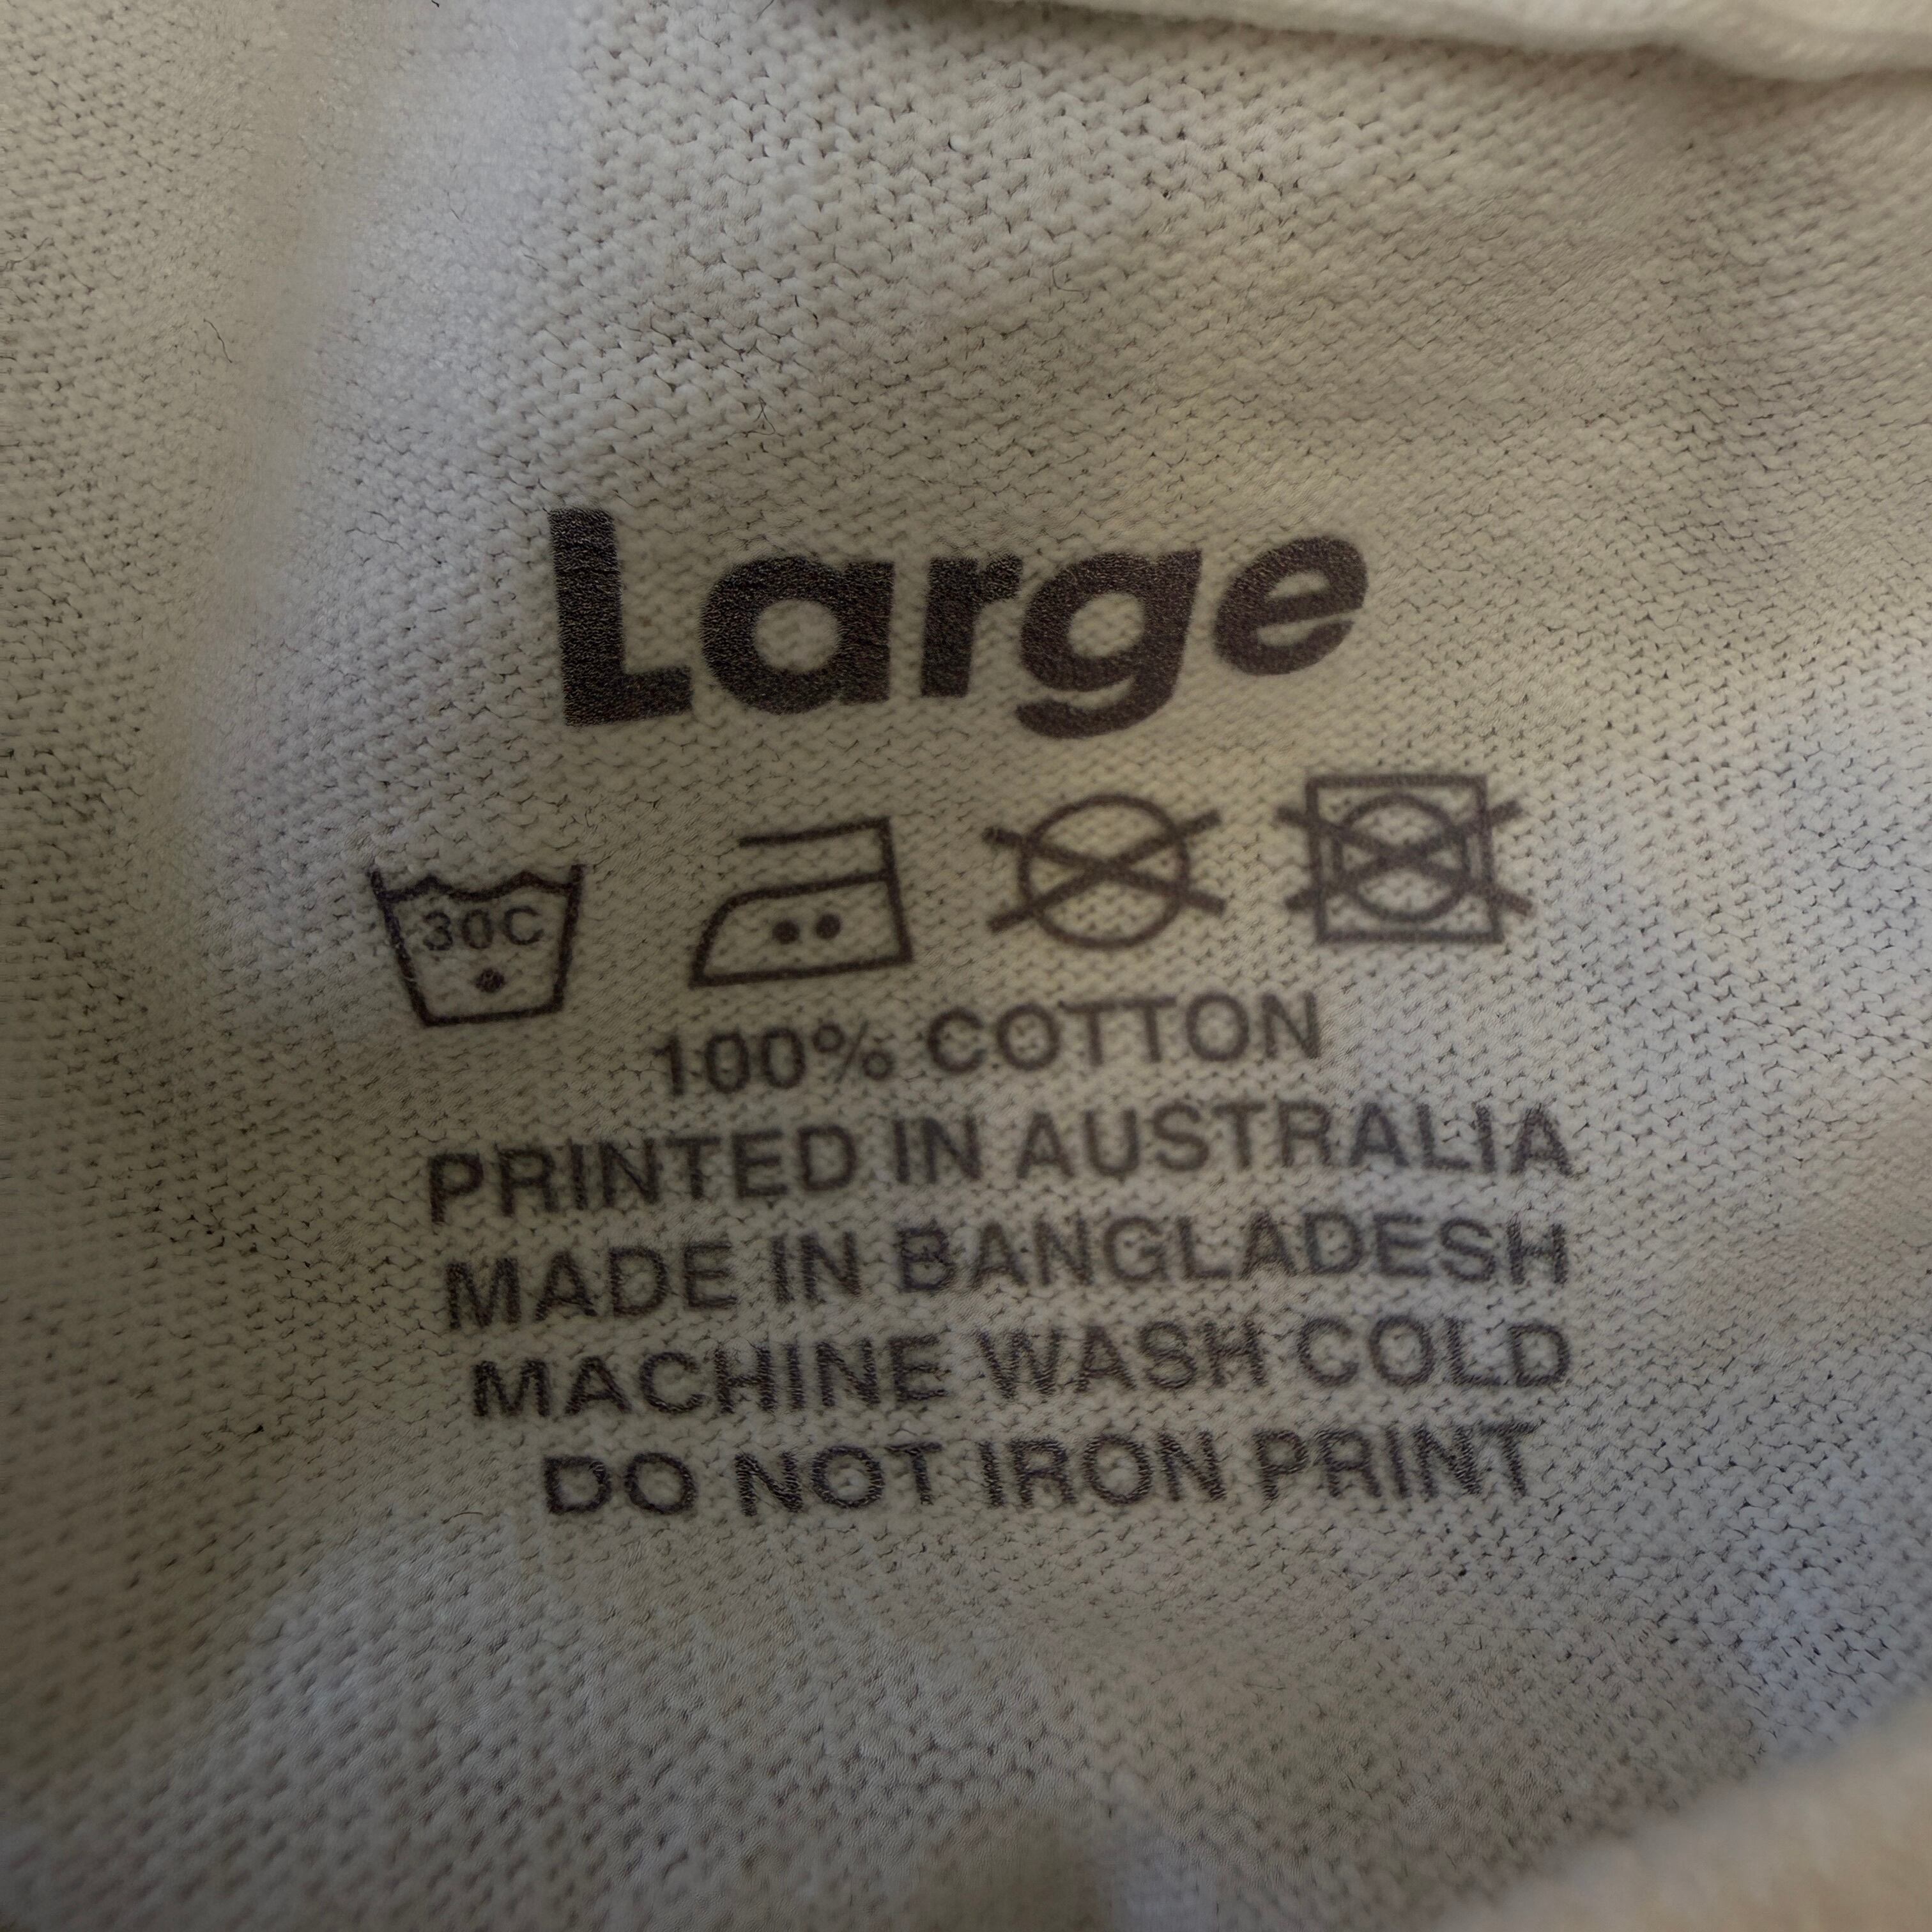 Large
30C
100% COTTON
PRINTED IN AUSTRALIA
MADE IN BANGLADESH
MACHINE WASH COLD
DO NOT IRON PRINT